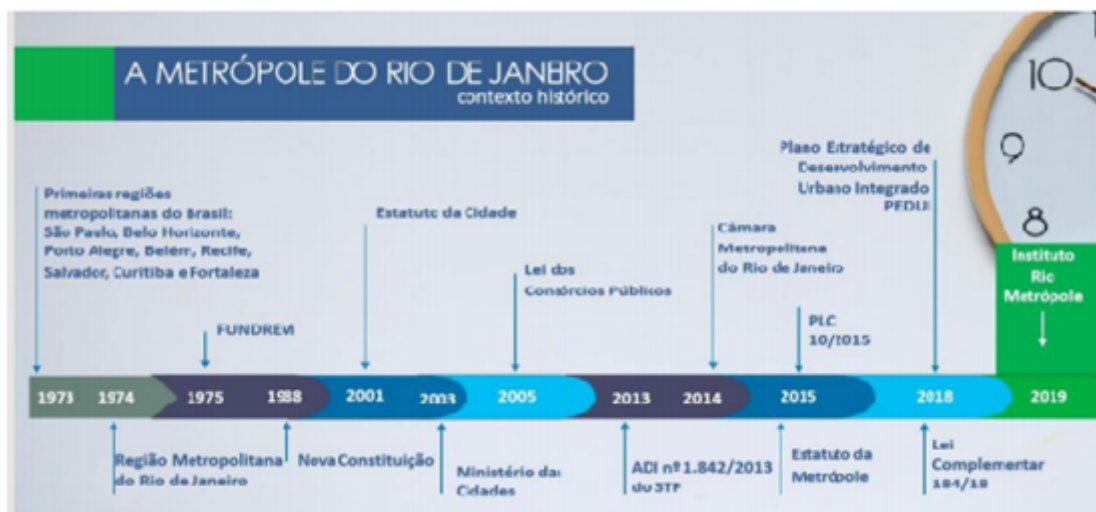 A METRÓPOLE DO RIO DE JANEIRO
contexto histórico
10
9
8
Primeiras regiões
metropolitanas do Brasil:
São Paulo, Belo Horizonte,
Porto Alegre, Belém, Recife,
Salvador, Curitiba e Fortaleza
FUNDREM
Estatuto da Cidade
Lei dos
Consórcios Públicos
Câmara
Metropolitana
do Rio de Janeiro
PLC
10/2015
Plano Estratégico de
Desenvolvimento
Urbano Integrado
PEDUI
Instituto
Rio
Metrópole
1973 1974 1975 1988 2001 2003 2005 2013 2014 2015 2018 2019
Região Metropolitana
do Rio de Janeiro
Nova Constituição
Ministério das
Cidades
ADI nº 1.842/2013
do STF
Estatuto da
Metrópole
Lei
Complementar
184/18